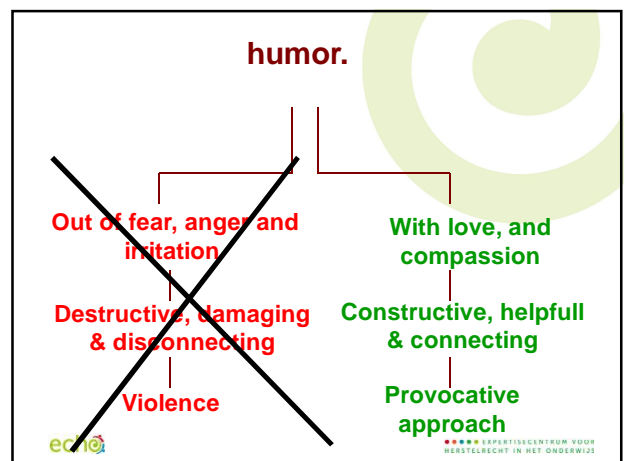 humor.
Out of fear, anger and
irritation
Destructive, damaging
& disconnecting
Violence
With love, and
compassion
Constructive, helpfull
& connecting
Provocative
approach
echo
EXPERTISECENTRUM VOOR
HERSTELRECHT IN HET ONDERWIJS